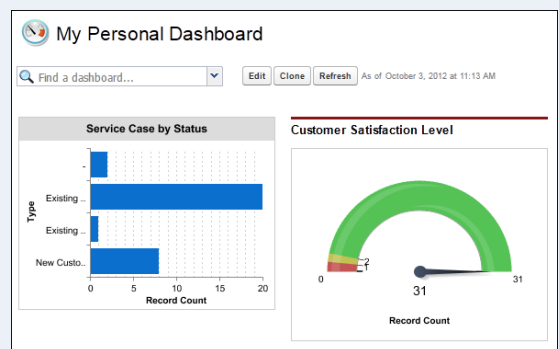 My Personal Dashboard
Find a dashboard...
Edit Clone Refresh As of October 3, 2012 at 11:13 AM
Service Case by Status
Type
-
Existing ..
Existing ..
New Custo..
0 5 10 15 20
Record Count
Customer Satisfaction Level
2
1
0 31
31
Record Count